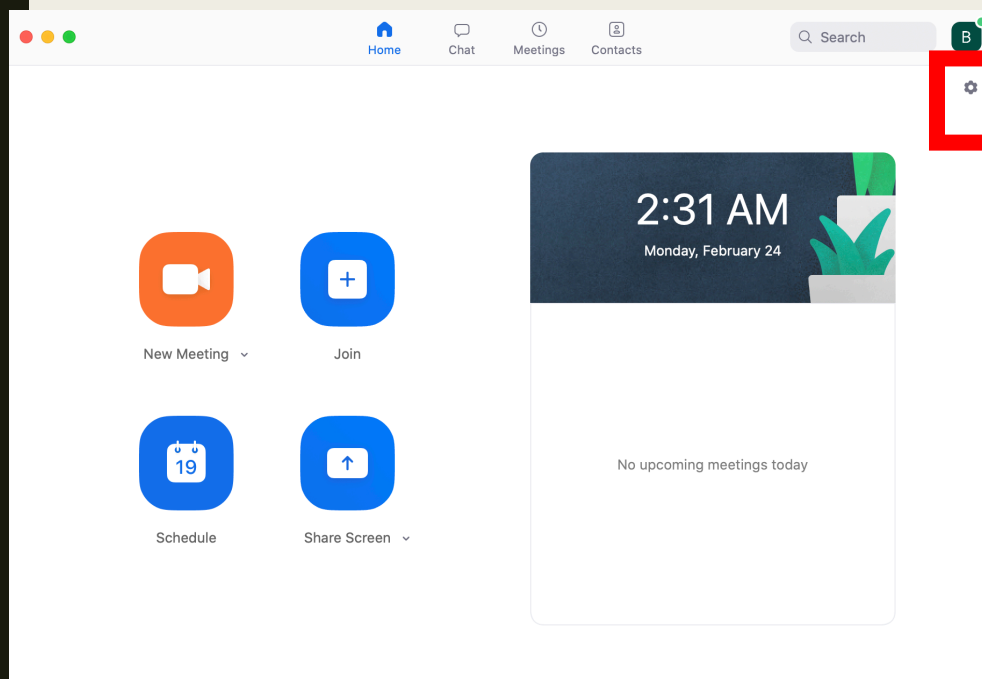 Home
Chat
Meetings
Contacts
Search
B
2:31 AM
Monday, February 24
New Meeting
Join
19
Schedule
Share Screen
No upcoming meetings today